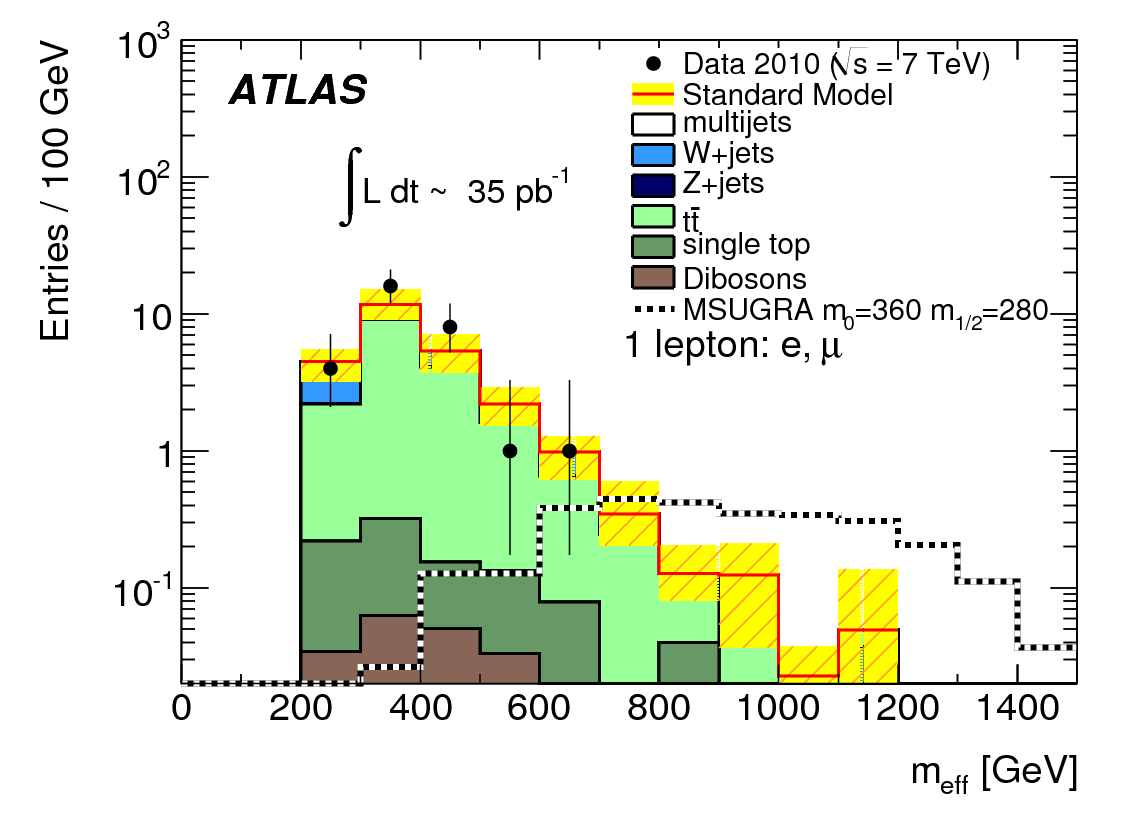 Entries / 100 GeV
10³
10²
10
1
10⁻¹
ATLAS
∫ L dt ~ 35 pb⁻¹
Data 2010 (√s = 7 TeV)
Standard Model
multijets
W+jets
Z+jets
tt̄
single top
Dibosons
MSUGRA m₀=360 m₁/₂=280
1 lepton: e, μ
0 200 400 600 800 1000 1200 1400
m_eff [GeV]